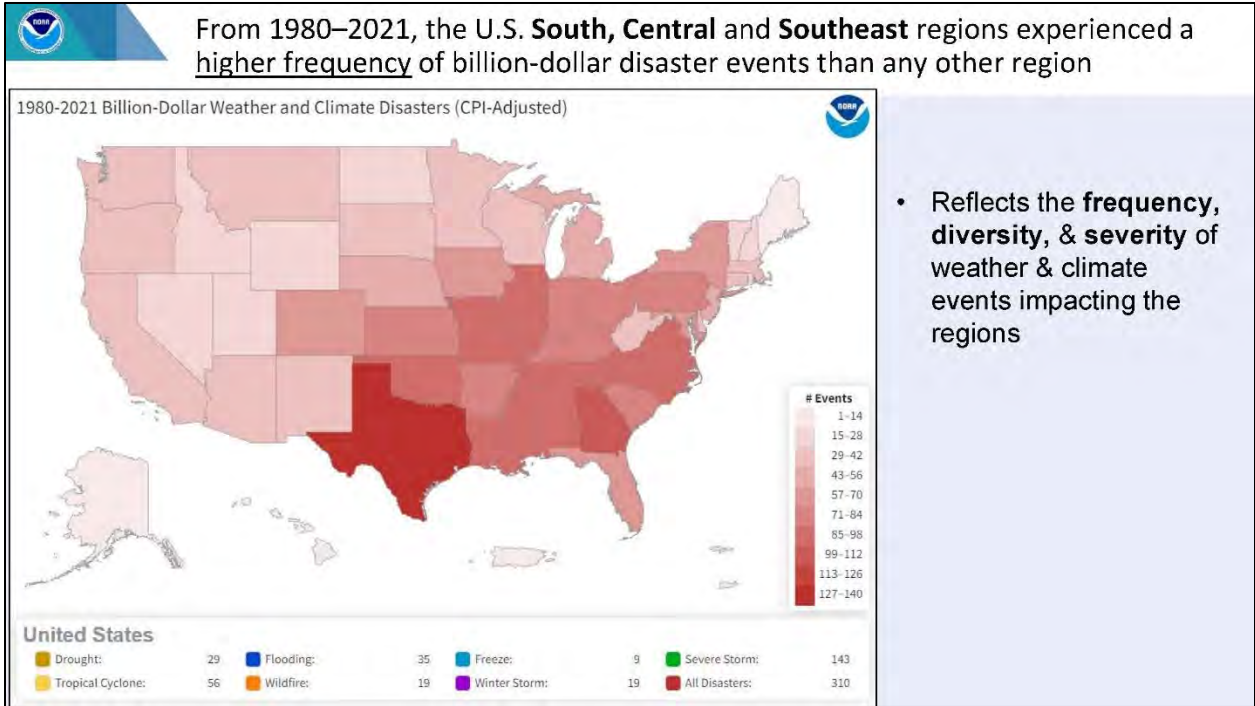 NOAA
From 1980–2021, the U.S. South, Central and Southeast regions experienced a
higher frequency of billion-dollar disaster events than any other region
1980-2021 Billion-Dollar Weather and Climate Disasters (CPI-Adjusted)
NOAA
• Reflects the frequency,
diversity, & severity of
weather & climate
events impacting the
regions
# Events
1–14
15–28
29–42
43–56
57–70
71–84
85–98
99–112
113–126
127–140
United States
Drought: 29 Flooding: 35 Freeze: 9 Severe Storm: 143
Tropical Cyclone: 56 Wildfire: 19 Winter Storm: 19 All Disasters: 310